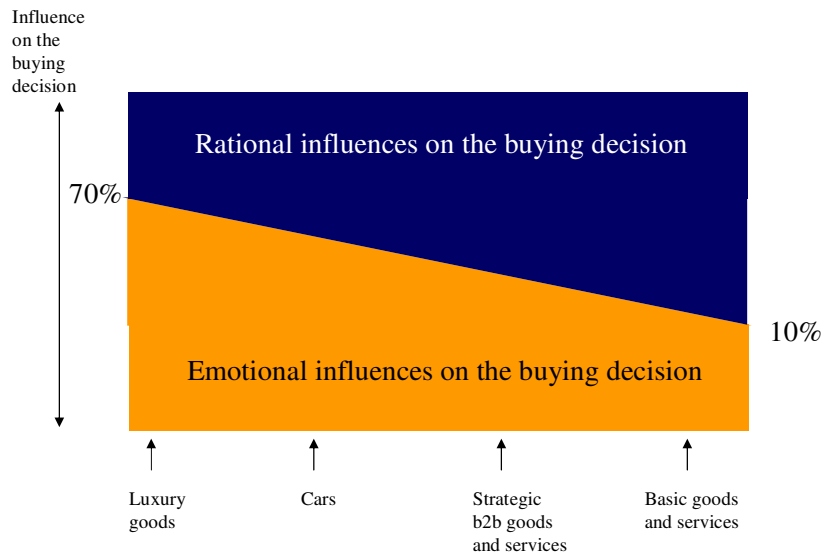 Influence
on the
buying
decision
Rational influences on the buying decision
70%
10%
Emotional influences on the buying decision
Luxury
goods
Cars
Strategic
b2b goods
and services
Basic goods
and services